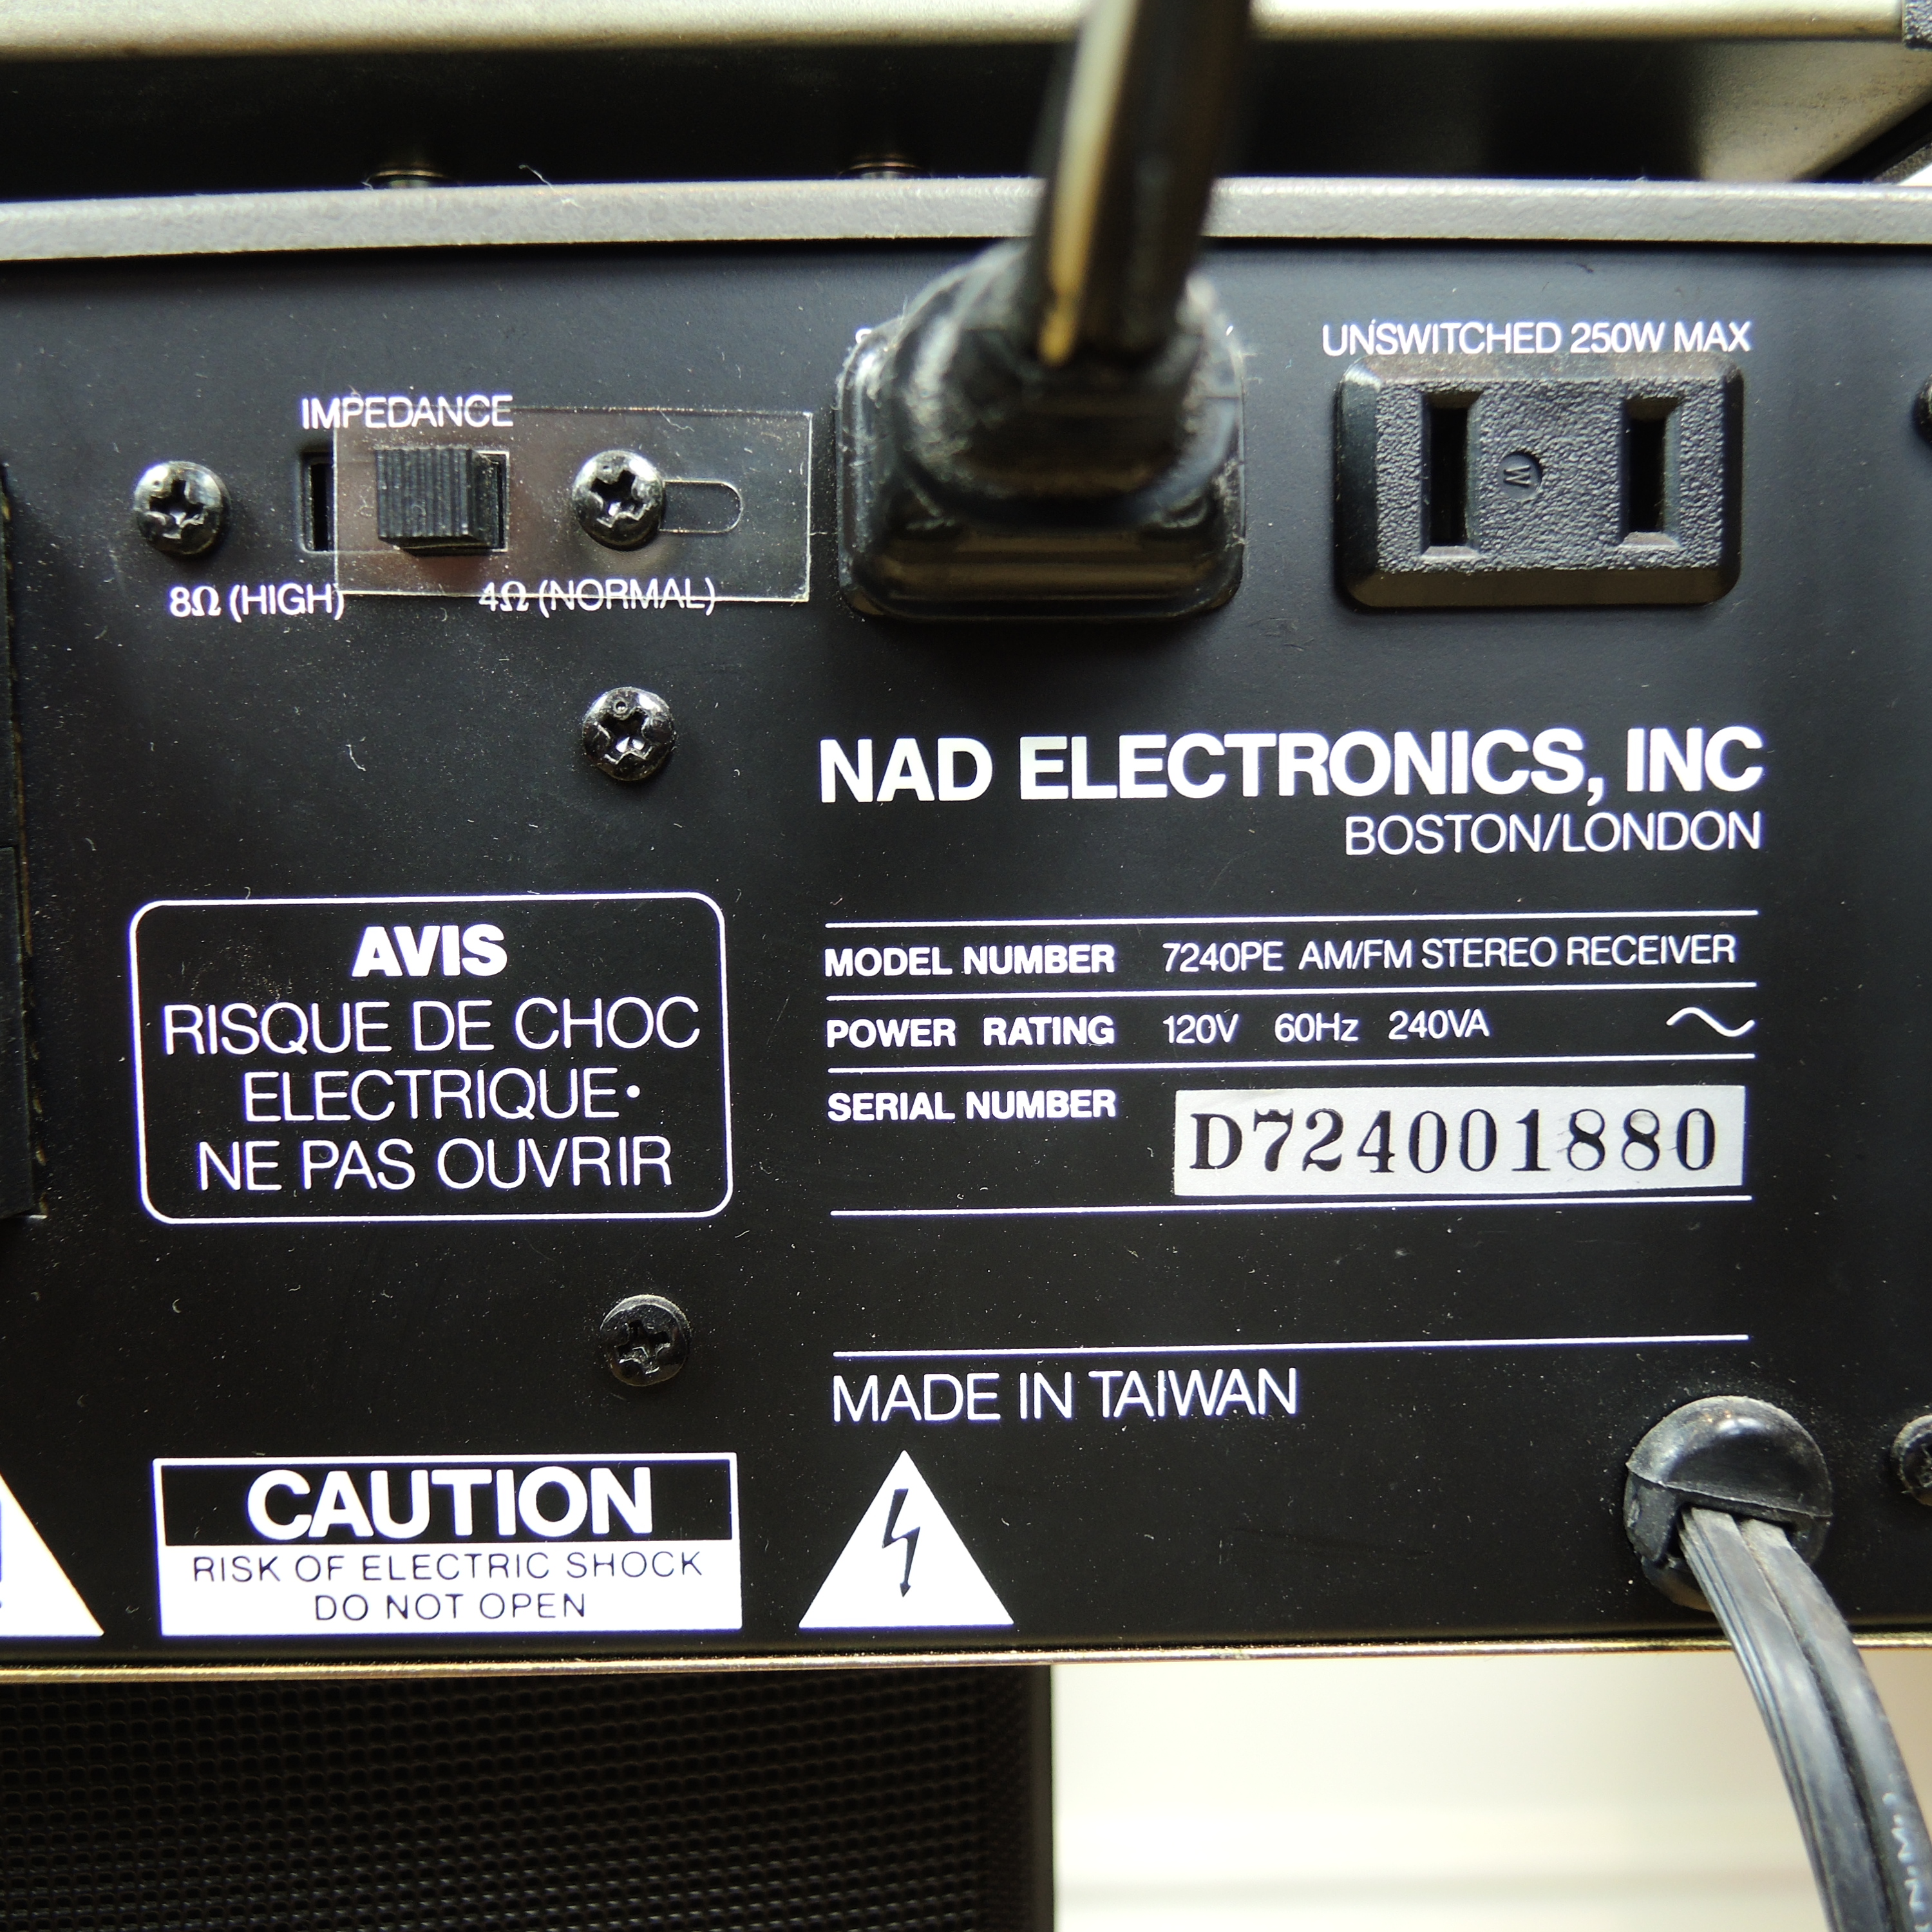 UNSWITCHED 250W MAX
IMPEDANCE
8Ω (HIGH)
4Ω (NORMAL)
NAD ELECTRONICS, INC
BOSTON/LONDON
AVIS
RISQUE DE CHOC
ELECTRIQUE•
NE PAS OUVRIR
MODEL NUMBER 7240PE AM/FM STEREO RECEIVER
POWER RATING 120V 60Hz 240VA
SERIAL NUMBER D724001880
MADE IN TAIWAN
CAUTION
RISK OF ELECTRIC SHOCK
DO NOT OPEN